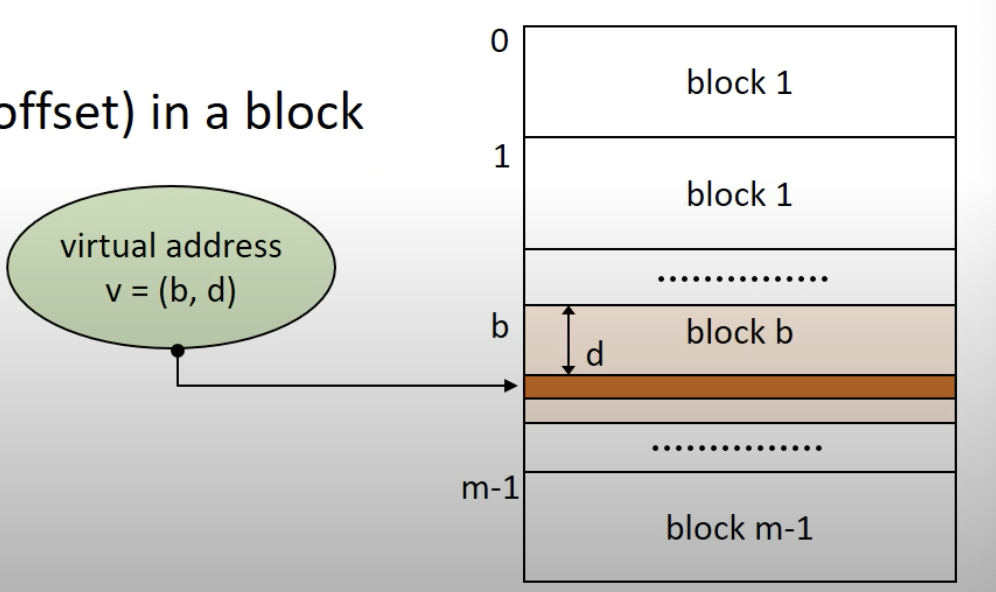 offset) in a block
virtual address
v = (b, d)
0
block 1
1
block 1
...............
b
block b
d
...............
m-1
block m-1